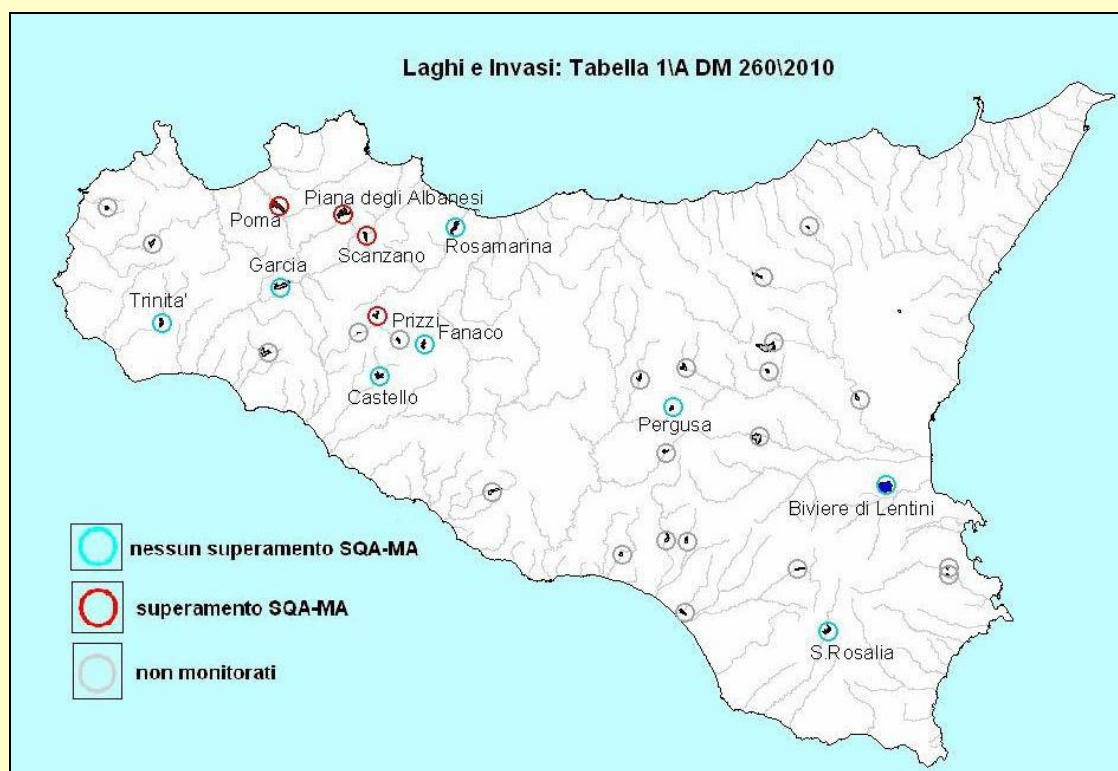 Laghi e Invasi: Tabella 1\A DM 260\2010
Piana degli Albanesi
Poma
Scanzano
Rosamarina
Garcia
Trinita'
Prizzi
Fanaco
Castello
Pergusa
Biviere di Lentini
S.Rosalia
nessun superamento SQA-MA
superamento SQA-MA
non monitorati